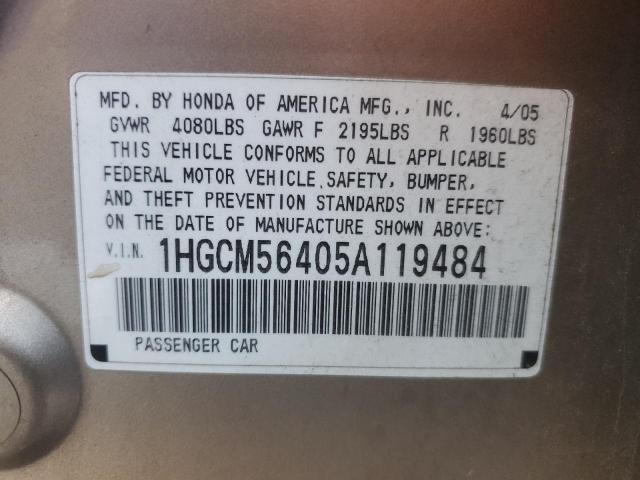 MFD. BY HONDA OF AMERICA MFG., INC. 4/05
GVWR 4080LBS GAWR F 2195LBS R 1960LBS
THIS VEHICLE CONFORMS TO ALL APPLICABLE
FEDERAL MOTOR VEHICLE SAFETY, BUMPER,
AND THEFT PREVENTION STANDARDS IN EFFECT
ON THE DATE OF MANUFACTURE SHOWN ABOVE:
V.I.N. 1HGCM56405A119484
PASSENGER CAR